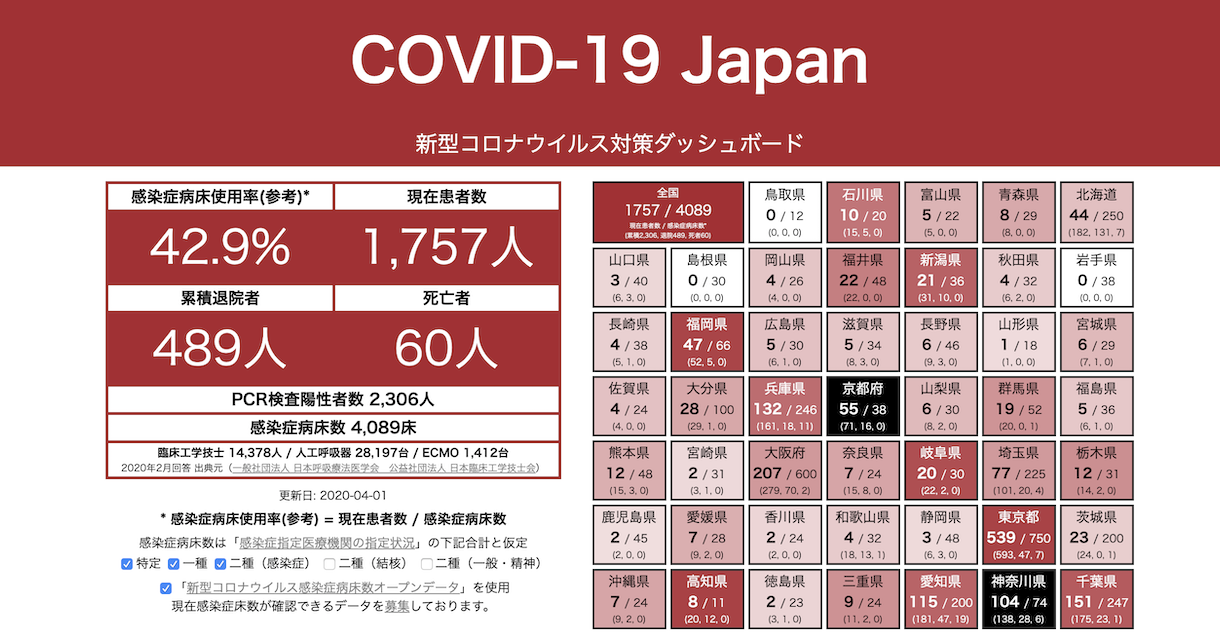 COVID-19 Japan
新型コロナウイルス対策ダッシュボード
感染症病床使用率(参考)*
現在患者数
42.9%
1,757人
累積退院者
死亡者
489人
60人
PCR検査陽性者数 2,306人
感染症病床数 4,089床
臨床工学技士 14,378人 / 人工呼吸器 28,197台 / ECMO 1,412台
2020年2月回答 出典元（一般社団法人 日本呼吸療法医学会 公益社団法人 日本臨床工学技士会）
更新日: 2020-04-01
* 感染症病床使用率(参考) = 現在患者数 / 感染症病床数
感染症病床数は「感染症指定医療機関の指定状況」の下記合計と仮定
特定 一種 二種（感染症） 二種（結核） 二種（一般・精神）
「新型コロナウイルス感染症病床数オープンデータ」を使用
現在感染症床数が確認できるデータを募集しております。
全国
1757 / 4089
現在患者数 / 感染症病床数*
(累積2,306, 退院489, 死者60)
鳥取県
0 / 12
(0, 0, 0)
石川県
10 / 20
(15, 5, 0)
富山県
5 / 22
(5, 0, 0)
青森県
8 / 29
(8, 0, 0)
北海道
44 / 250
(182, 131, 7)
山口県
3 / 40
(6, 3, 0)
島根県
0 / 30
(0, 0, 0)
岡山県
4 / 26
(4, 0, 0)
福井県
22 / 48
(22, 0, 0)
新潟県
21 / 36
(31, 10, 0)
秋田県
4 / 32
(6, 2, 0)
岩手県
0 / 38
(0, 0, 0)
長崎県
4 / 38
(5, 1, 0)
福岡県
47 / 66
(52, 5, 0)
広島県
5 / 30
(6, 1, 0)
滋賀県
5 / 34
(8, 3, 0)
長野県
6 / 46
(9, 3, 0)
山形県
1 / 18
(1, 0, 0)
宮城県
6 / 29
(7, 1, 0)
佐賀県
4 / 24
(4, 0, 0)
大分県
28 / 100
(29, 1, 0)
兵庫県
132 / 246
(161, 18, 11)
京都府
55 / 38
(71, 16, 0)
山梨県
6 / 30
(8, 2, 0)
群馬県
19 / 52
(20, 0, 1)
福島県
5 / 36
(6, 1, 0)
熊本県
12 / 48
(15, 3, 0)
宮崎県
2 / 31
(3, 1, 0)
大阪府
207 / 600
(279, 70, 2)
奈良県
7 / 24
(15, 8, 0)
岐阜県
20 / 30
(22, 2, 0)
埼玉県
77 / 225
(101, 20, 4)
栃木県
12 / 31
(14, 2, 0)
鹿児島県
2 / 45
(2, 0, 0)
愛媛県
7 / 28
(9, 2, 0)
香川県
2 / 24
(2, 0, 0)
和歌山県
4 / 32
(18, 13, 1)
静岡県
3 / 48
(6, 3, 0)
東京都
539 / 750
(593, 47, 7)
茨城県
23 / 200
(24, 0, 1)
沖縄県
7 / 24
(9, 2, 0)
高知県
8 / 11
(20, 12, 0)
徳島県
2 / 23
(3, 1, 0)
三重県
9 / 24
(11, 2, 0)
愛知県
115 / 200
(181, 47, 19)
神奈川県
104 / 74
(138, 28, 6)
千葉県
151 / 247
(175, 23, 1)